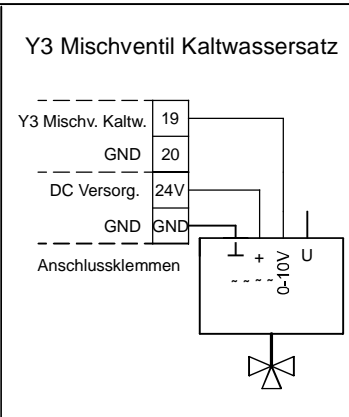 Y3 Mischventil Kaltwassersatz
Y3 Mischv. Kaltw. 19
GND 20
DC Versorg. 24V
GND GND
Anschlussklemmen
⊥ + 0-10V U
~ ~ ~ ~